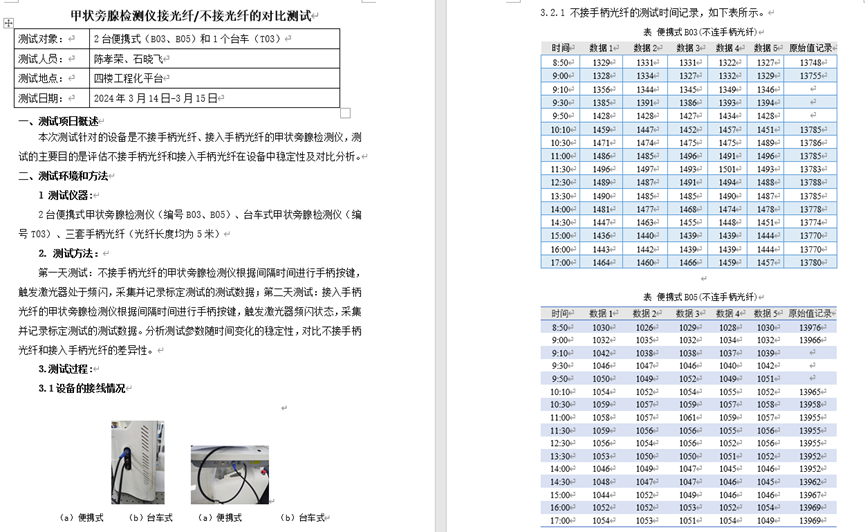 甲状旁腺检测仪接光纤/不接光纤的对比测试
测试对象： 2台便携式（B03、B05）和1个台车（T03）
测试人员： 陈孝荣、石晓飞
测试地点： 四楼工程化平台
测试日期： 2024年3月14日-3月15日
一、测试项目概述
本次测试针对的设备是不接手柄光纤、接入手柄光纤的甲状旁腺检测仪，测
试的主要目的是评估不接手柄光纤和接入手柄光纤在设备中稳定性及对比分析。
二、测试环境和方法
1 测试仪器：
2台便携式甲状旁腺检测仪（编号B03、B05）、台车式甲状旁腺检测仪（编
号T03）、三套手柄光纤（光纤长度均为5米）
2. 测试方法：
第一天测试：不接手柄光纤的甲状旁腺检测仪根据间隔时间进行手柄按键，
触发激光器处于频闪，采集并记录标定测试的测试数据；第二天测试：接入手柄
光纤的甲状旁腺检测仪根据间隔时间进行手柄按键，触发激光器频闪状态，采集
并记录标定测试的测试数据。分析测试参数随时间变化的稳定性，对比不接手柄
光纤和接入手柄光纤的差异性。
3.测试过程：
3.1设备的接线情况
（a）便携式 （b）台车式 （a）便携式 （b）台车式
3.2.1 不接手柄光纤的测试时间记录，如下表所示。
表 便携式B03(不连手柄光纤)
时间 数据1 数据2 数据3 数据4 数据5 原始值记录
8:50 1329 1331 1331 1322 1327 13748
9:00 1328 1334 1327 1332 1329 13755
9:10 1356 1344 1345 1349 1346
9:30 1385 1391 1386 1393 1394
9:50 1428 1428 1427 1434 1428
10:10 1459 1447 1452 1457 1451 13785
10:30 1471 1474 1475 1475 1489 13786
11:00 1486 1485 1496 1491 1496 13785
11:30 1496 1497 1493 1501 1493 13783
12:30 1489 1487 1491 1494 1488 13788
13:30 1490 1485 1485 1490 1487 13785
14:00 1481 1477 1468 1474 1478 13778
14:30 1447 1463 1455 1448 1451 13774
15:00 1436 1440 1439 1439 1444 13770
16:00 1443 1442 1439 1439 1444 13770
17:00 1464 1460 1466 1459 1457 13780
表 便携式B05(不连手柄光纤)
时间 数据1 数据2 数据3 数据4 数据5 原始值记录
8:50 1030 1026 1029 1028 1030 13976
9:00 1032 1035 1032 1034 1032 13966
9:10 1042 1038 1038 1037 1039
9:30 1046 1047 1046 1040 1042
9:50 1050 1049 1052 1049 1051
10:10 1054 1052 1054 1055 1052 13965
10:30 1059 1057 1059 1057 1058 13958
11:00 1058 1057 1061 1059 1057 13955
11:30 1059 1056 1056 1055 1056 13955
12:30 1056 1054 1056 1052 1056 13955
13:30 1053 1050 1050 1051 1052 13952
14:00 1046 1049 1047 1045 1046 13952
14:30 1048 1047 1047 1046 1045 13962
15:00 1044 1052 1049 1046 1046 13967
16:00 1052 1052 1053 1052 1054 13969
17:00 1054 1053 1051 1054 1049 13969